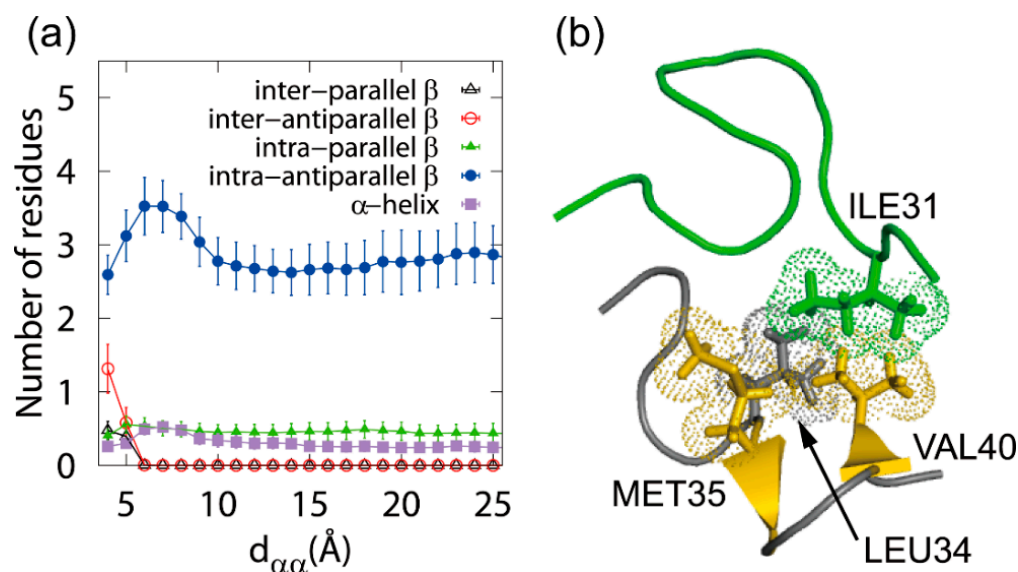 (a)
Number of residues
5
4
3
2
1
0
inter-parallel β
inter-antiparallel β
intra-parallel β
intra-antiparallel β
α-helix
5 10 15 20 25
dαα(Å)
(b)
ILE31
VAL40
MET35
LEU34